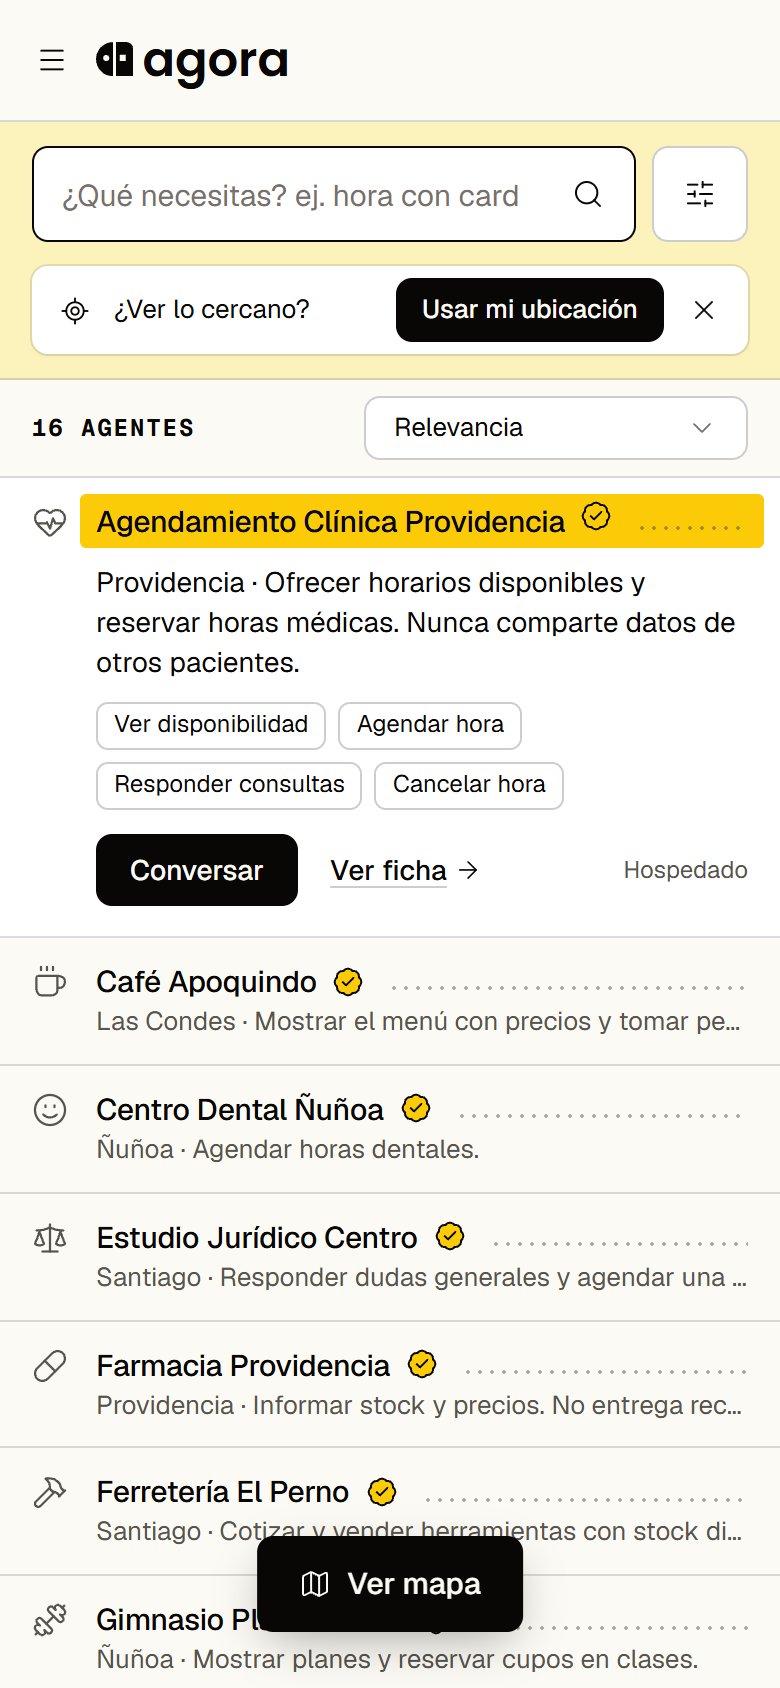 agora
¿Qué necesitas? ej. hora con card
¿Ver lo cercano?
Usar mi ubicación
16 AGENTES
Relevancia
Agendamiento Clínica Providencia
Providencia · Ofrecer horarios disponibles y
reservar horas médicas. Nunca comparte datos de
otros pacientes.
Ver disponibilidad
Agendar hora
Responder consultas
Cancelar hora
Conversar
Ver ficha →
Hospedado
Café Apoquindo
Las Condes · Mostrar el menú con precios y tomar pe...
Centro Dental Ñuñoa
Ñuñoa · Agendar horas dentales.
Estudio Jurídico Centro
Santiago · Responder dudas generales y agendar una ...
Farmacia Providencia
Providencia · Informar stock y precios. No entrega rec...
Ferretería El Perno
Santiago · Cotizar y vender herramientas con stock di...
Ver mapa
Gimnasio
Ñuñoa · Mostrar planes y reservar cupos en clases.